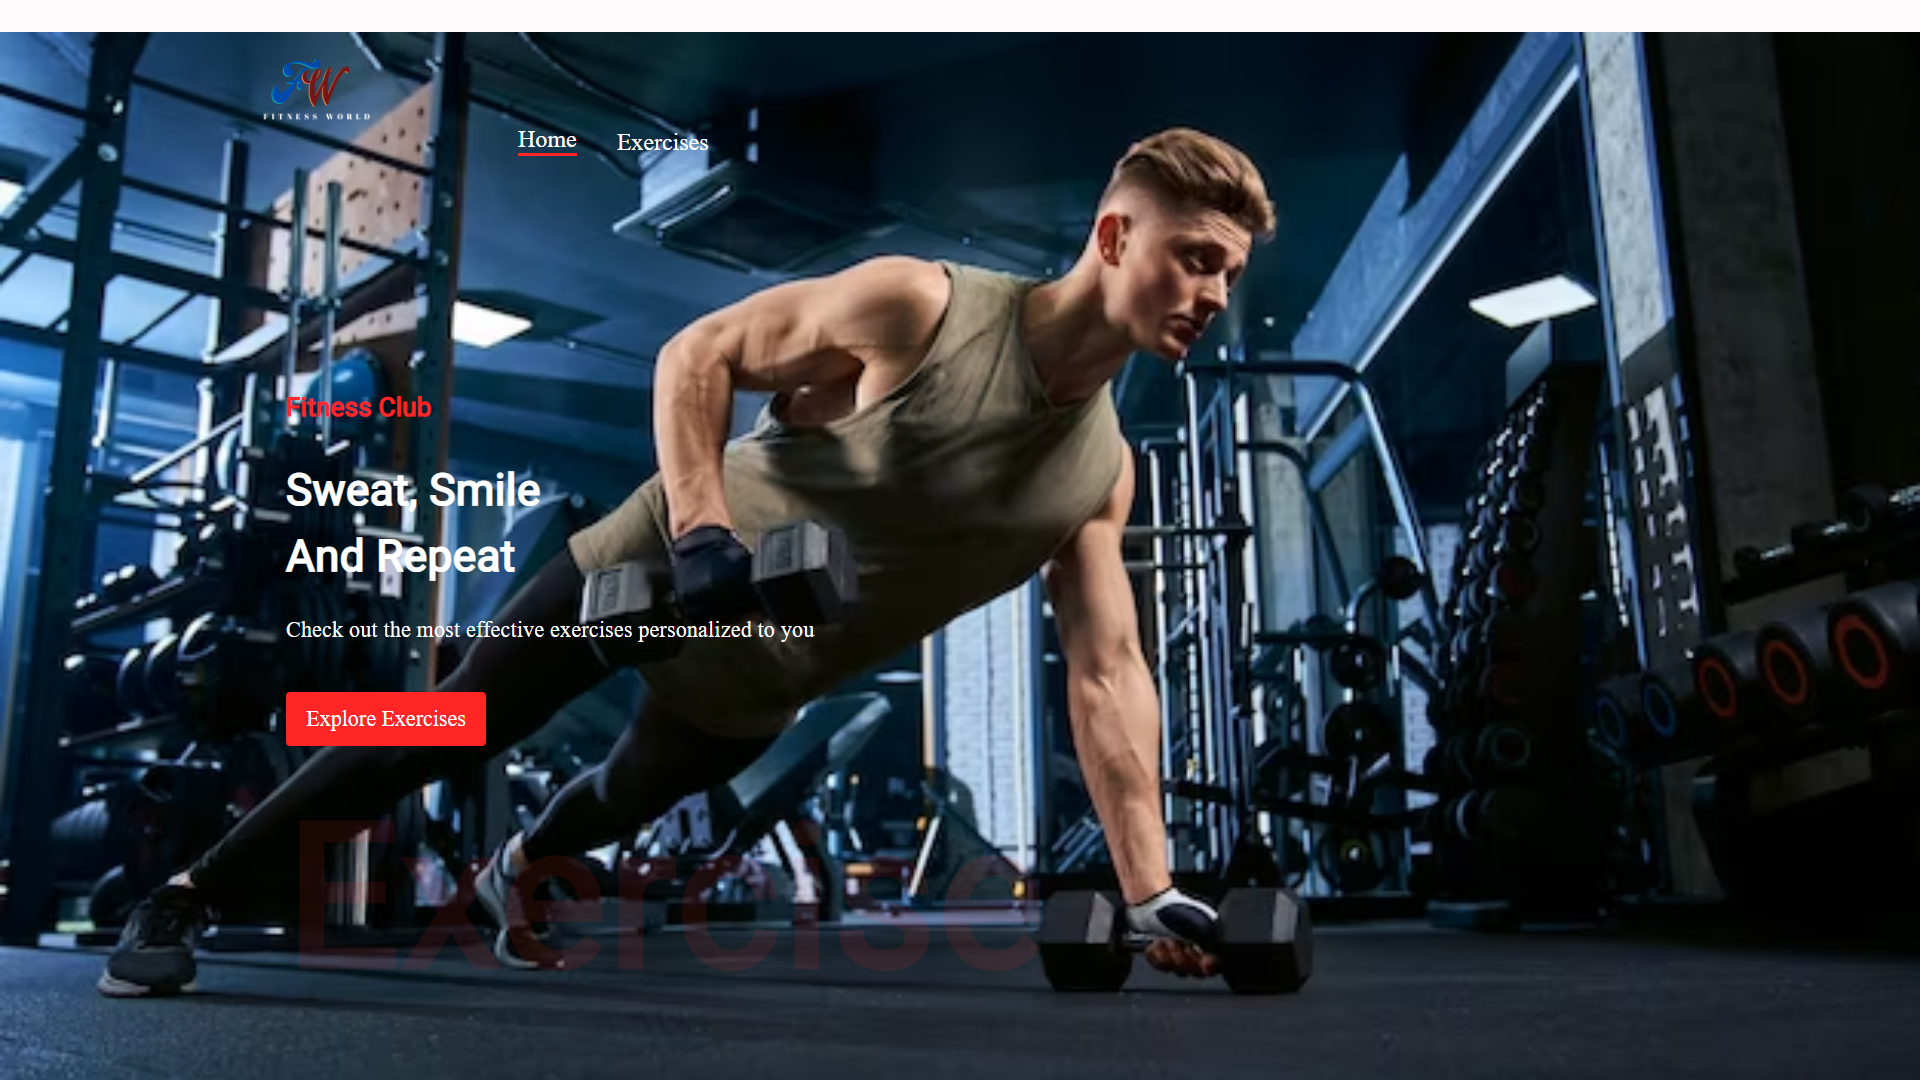 FW
FITNESS WORLD
Home
Exercises
Fitness Club
Sweat, Smile
And Repeat
Check out the most effective exercises personalized to you
Explore Exercises
Exercise